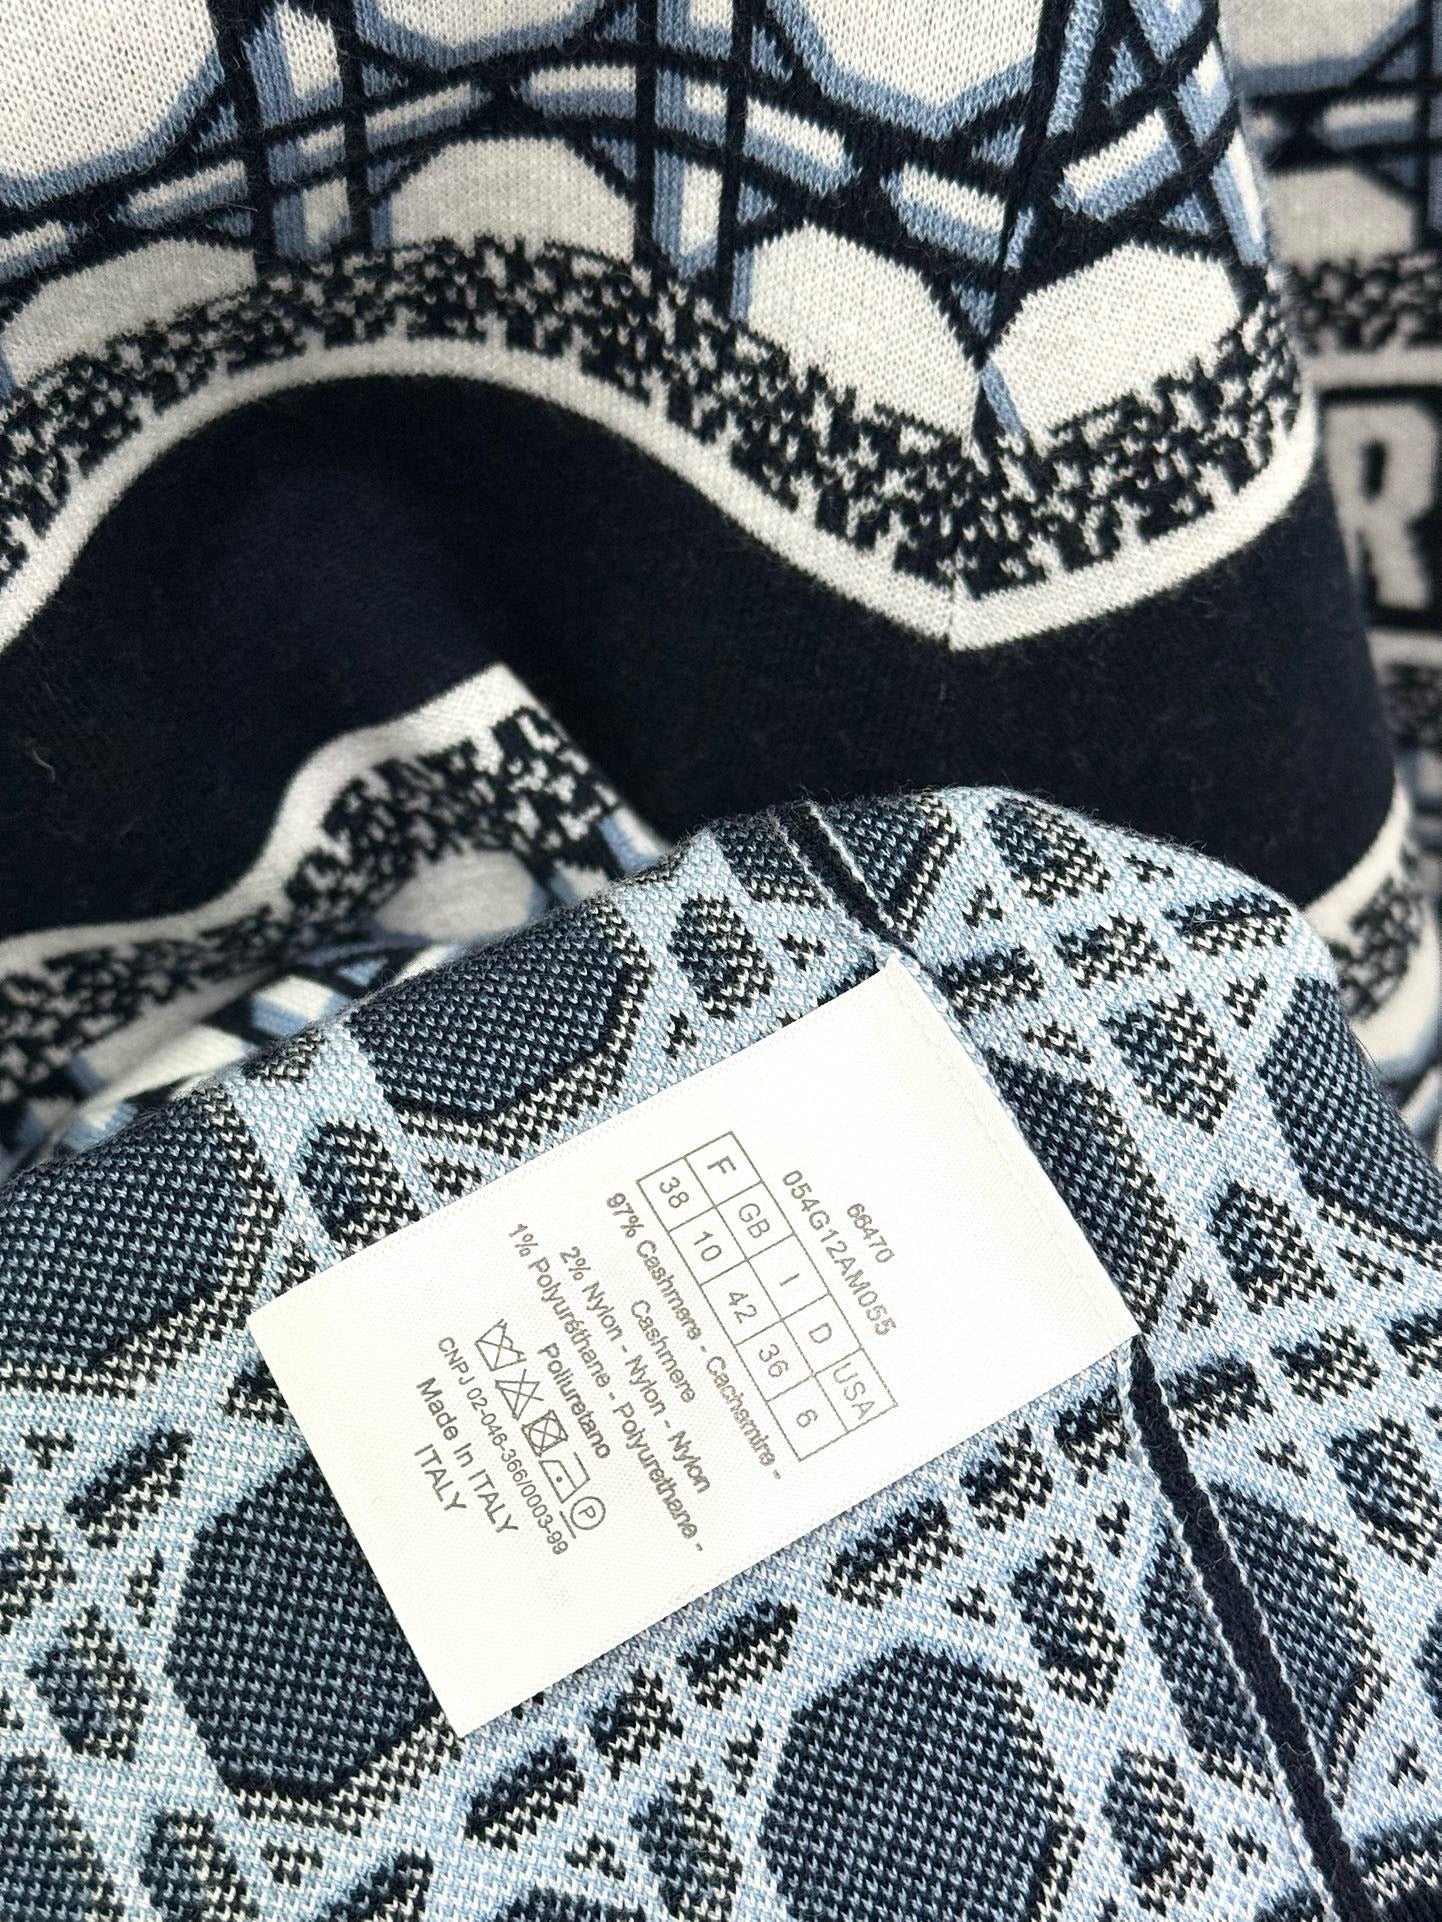 66470
054G12AM055
F GB I D USA
38 10 42 36 6
97% Cashmere - Cachemire -
Cashmere
2% Nylon - Nylon - Nylon
1% Polyuréthane - Polyurethane -
Poliuretano
P
CNPJ 02-046-366/0003-99
Made In ITALY
ITALY
R